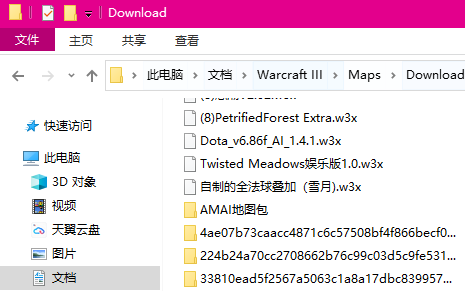 Download
文件 主页 共享 查看
此电脑 文档 Warcraft III Maps Download
快速访问
此电脑
3D 对象
视频
天翼云盘
图片
文档
(8)PetrifiedForest Extra.w3x
Dota_v6.86f_AI_1.4.1.w3x
Twisted Meadows娱乐版1.0.w3x
自制的全法球叠加（雪月).w3x
AMAI地图包
4ae07b73caacc4871c6c57508bf4f866becf0...
224b24a70cc2708662b76c99c03d5c9fe531...
33810ead5f2567a5063c1a8a17dbc839957...